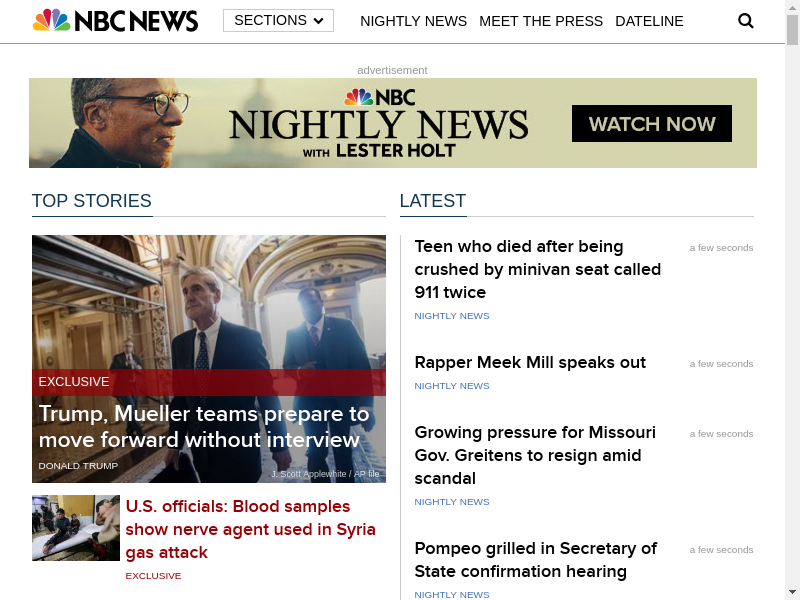 NBC NEWS
SECTIONS
NIGHTLY NEWS
MEET THE PRESS
DATELINE
advertisement
NBC
NIGHTLY NEWS
WITH LESTER HOLT
WATCH NOW
TOP STORIES
EXCLUSIVE
Trump, Mueller teams prepare to
move forward without interview
DONALD TRUMP
J. Scott Applewhite / AP file
U.S. officials: Blood samples
show nerve agent used in Syria
gas attack
EXCLUSIVE
LATEST
Teen who died after being
crushed by minivan seat called
911 twice
a few seconds
NIGHTLY NEWS
Rapper Meek Mill speaks out
a few seconds
NIGHTLY NEWS
Growing pressure for Missouri
Gov. Greitens to resign amid
scandal
a few seconds
NIGHTLY NEWS
Pompeo grilled in Secretary of
State confirmation hearing
a few seconds
NIGHTLY NEWS